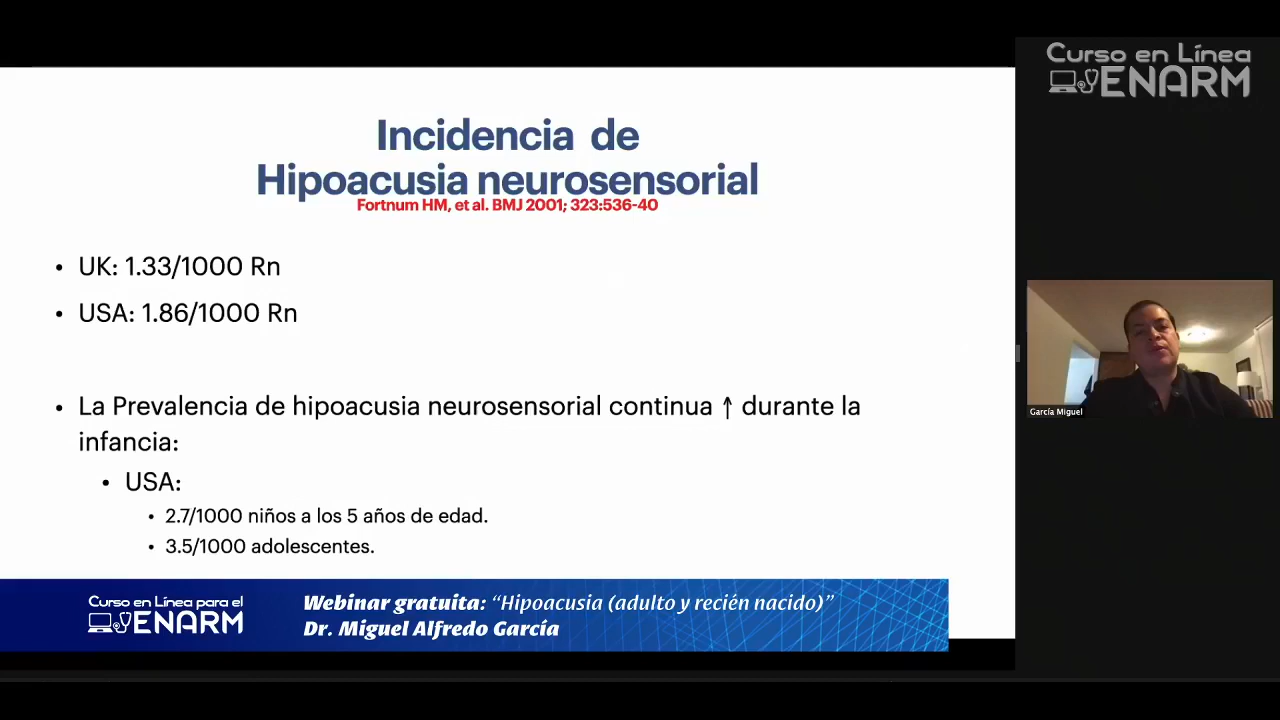 Curso en Línea
ENARM
Incidencia de
Hipoacusia neurosensorial
Fortnum HM, et al. BMJ 2001; 323:536-40
• UK: 1.33/1000 Rn
• USA: 1.86/1000 Rn
• La Prevalencia de hipoacusia neurosensorial continua ↑ durante la
infancia:
• USA:
• 2.7/1000 niños a los 5 años de edad.
• 3.5/1000 adolescentes.
García Miguel
Curso en Línea para el
ENARM
Webinar gratuita: “Hipoacusia (adulto y recién nacido)”
Dr. Miguel Alfredo García